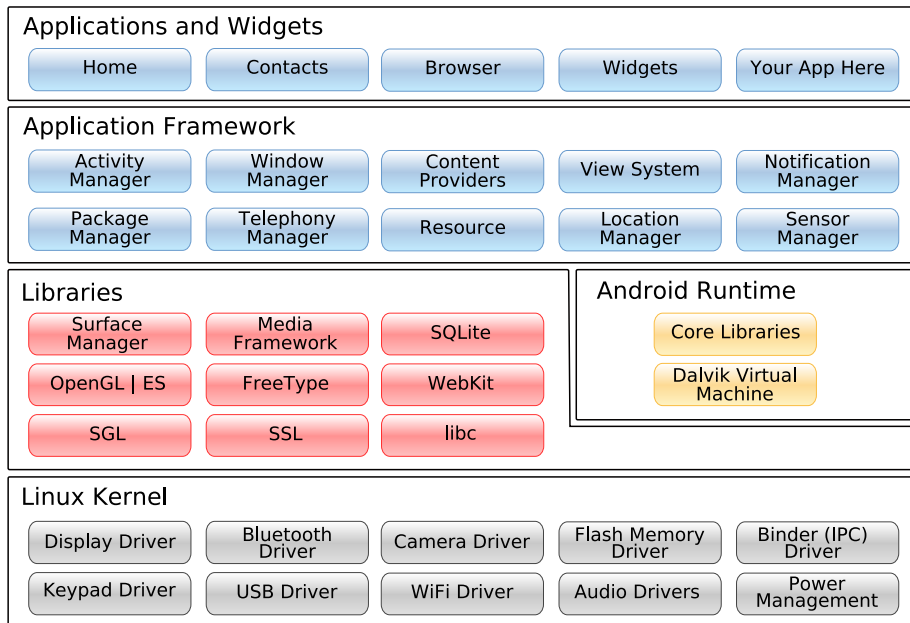 Applications and Widgets
Home
Contacts
Browser
Widgets
Your App Here
Application Framework
Activity
Manager
Window
Manager
Content
Providers
View System
Notification
Manager
Package
Manager
Telephony
Manager
Resource
Location
Manager
Sensor
Manager
Libraries
Surface
Manager
Media
Framework
SQLite
OpenGL | ES
FreeType
WebKit
SGL
SSL
libc
Android Runtime
Core Libraries
Dalvik Virtual
Machine
Linux Kernel
Display Driver
Bluetooth
Driver
Camera Driver
Flash Memory
Driver
Binder (IPC)
Driver
Keypad Driver
USB Driver
WiFi Driver
Audio Drivers
Power
Management